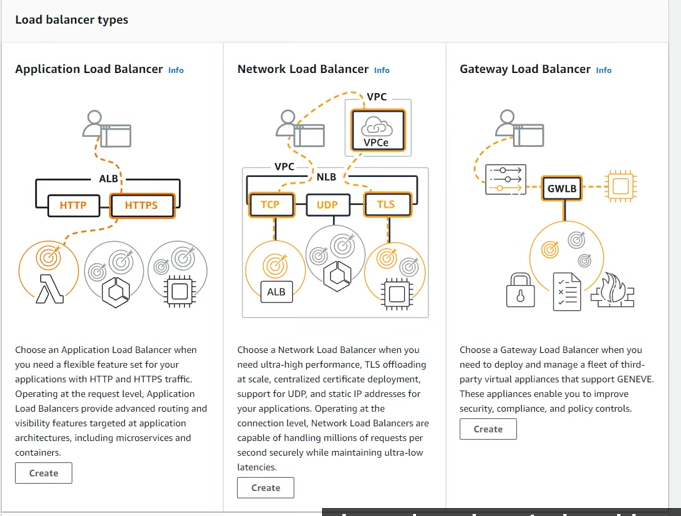 Load balancer types
Application Load Balancer Info
ALB
HTTP
HTTPS
Choose an Application Load Balancer when
you need a flexible feature set for your
applications with HTTP and HTTPS traffic.
Operating at the request level, Application
Load Balancers provide advanced routing and
visibility features targeted at application
architectures, including microservices and
containers.
Create
Network Load Balancer Info
VPC
VPCe
VPC
NLB
TCP
UDP
TLS
ALB
Choose a Network Load Balancer when you
need ultra-high performance, TLS offloading
at scale, centralized certificate deployment,
support for UDP, and static IP addresses for
your applications. Operating at the
connection level, Network Load Balancers are
capable of handling millions of requests per
second securely while maintaining ultra-low
latencies.
Create
Gateway Load Balancer Info
GWLB
Choose a Gateway Load Balancer when you
need to deploy and manage a fleet of third-
party virtual appliances that support GENEVE.
These appliances enable you to improve
security, compliance, and policy controls.
Create